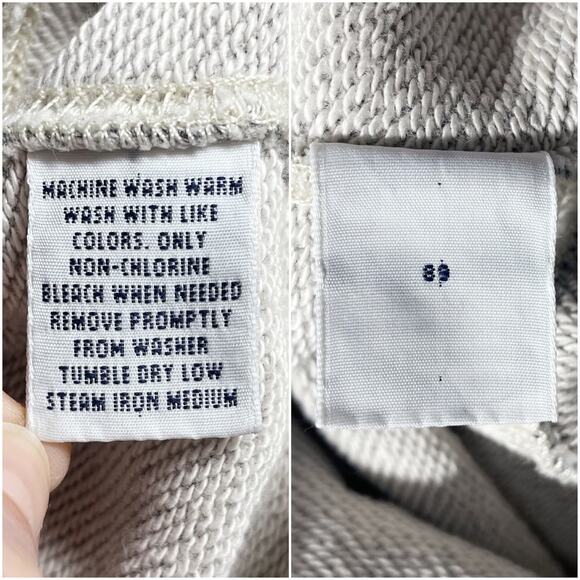 MACHINE WASH WARM
WASH WITH LIKE
COLORS. ONLY
NON-CHLORINE
BLEACH WHEN NEEDED
REMOVE PROMPTLY
FROM WASHER
TUMBLE DRY LOW
STEAM IRON MEDIUM
89